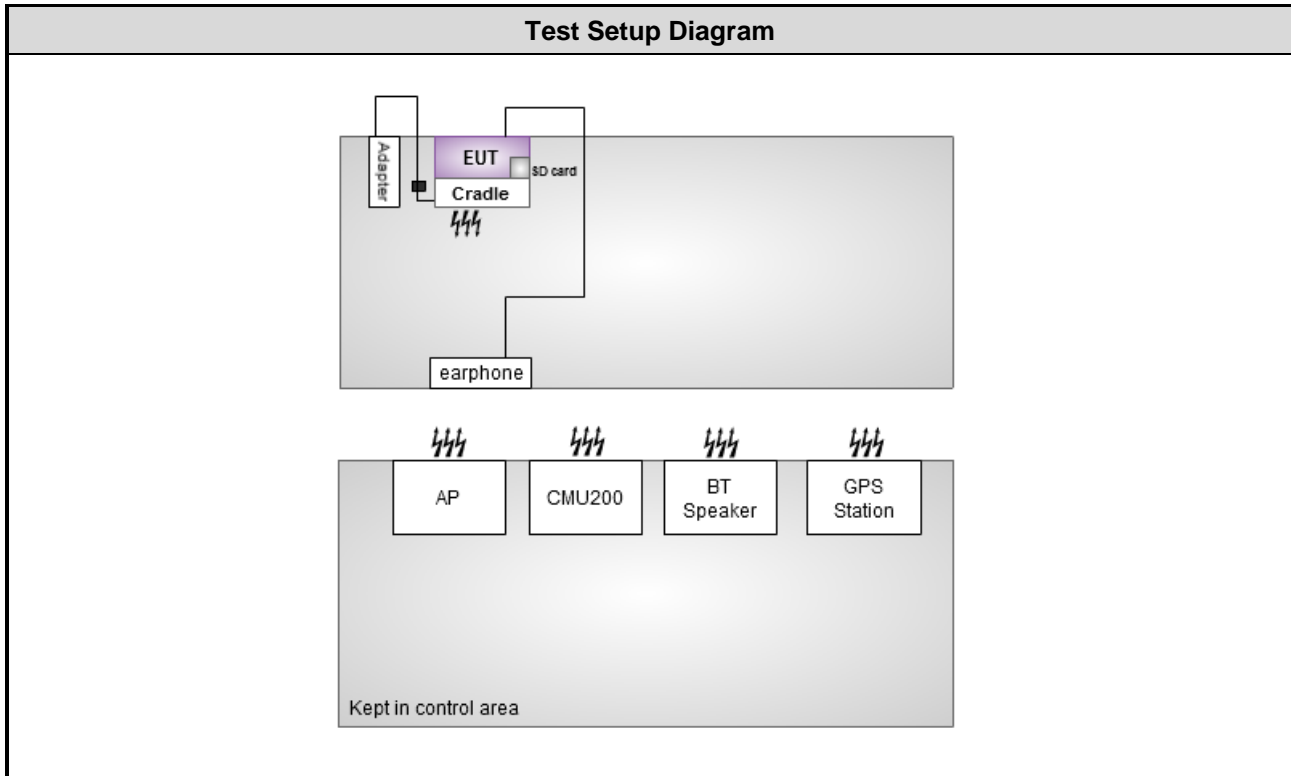 Test Setup Diagram
Adapter
EUT
SD card
Cradle
earphone
AP
CMU200
BT
Speaker
GPS
Station
Kept in control area